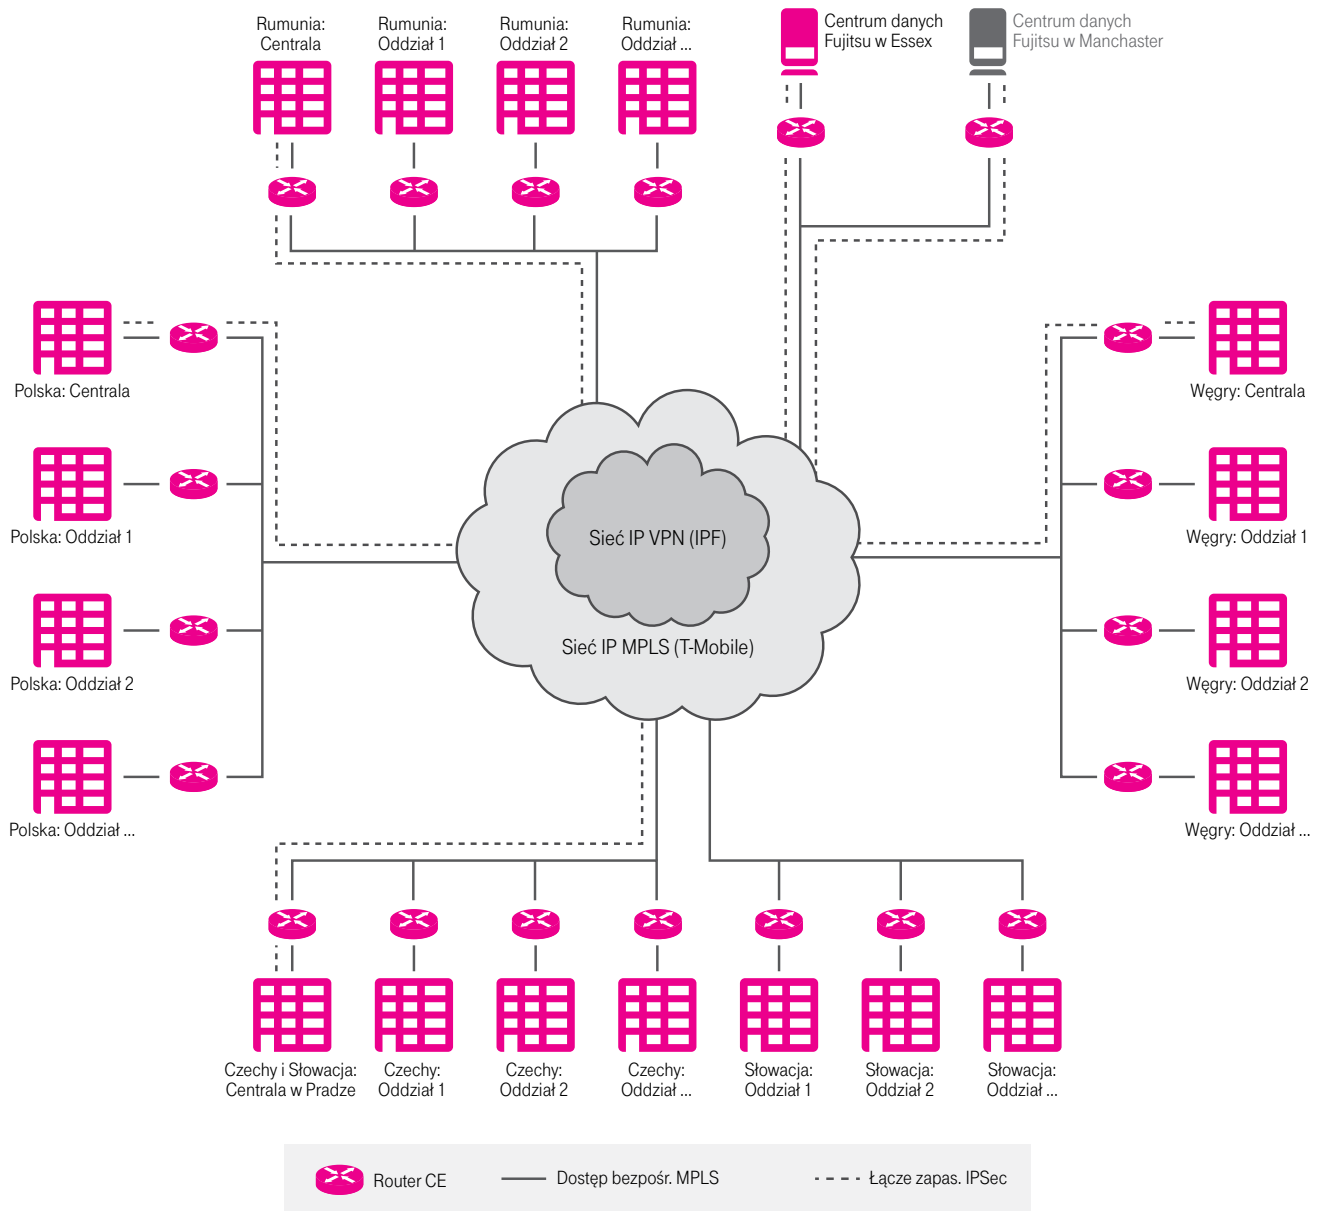 Rumunia:
Centrala
Rumunia:
Oddział 1
Rumunia:
Oddział 2
Rumunia:
Oddział ...
Centrum danych
Fujitsu w Essex
Centrum danych
Fujitsu w Manchaster
Polska: Centrala
Węgry: Centrala
Polska: Oddział 1
Węgry: Oddział 1
Sieć IP VPN (IPF)
Sieć IP MPLS (T-Mobile)
Polska: Oddział 2
Węgry: Oddział 2
Polska: Oddział ...
Węgry: Oddział ...
Czechy i Słowacja:
Centrala w Pradze
Czechy:
Oddział 1
Czechy:
Oddział 2
Czechy:
Oddział ...
Słowacja:
Oddział 1
Słowacja:
Oddział 2
Słowacja:
Oddział ...
Router CE
Dostęp bezpośr. MPLS
Łącze zapas. IPSec